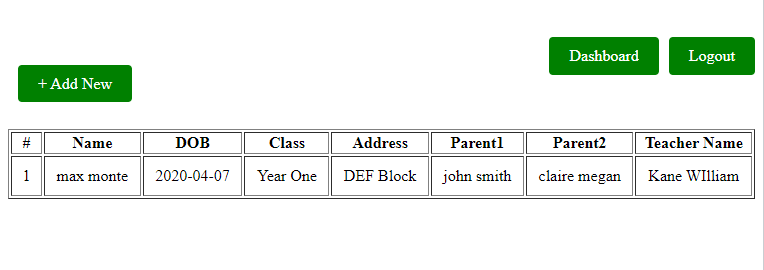 Dashboard Logout
+ Add New
# Name DOB Class Address Parent1 Parent2 Teacher Name
1 max monte 2020-04-07 Year One DEF Block john smith claire megan Kane WIlliam